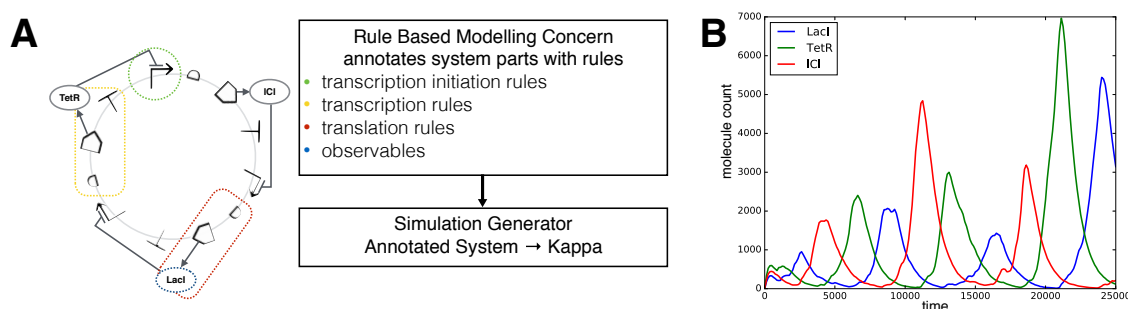 A
TetR
lCl
LacI
Rule Based Modelling Concern
annotates system parts with rules
• transcription initiation rules
• transcription rules
• translation rules
• observables
Simulation Generator
Annotated System → Kappa
B
molecule count
7000
6000
5000
4000
3000
2000
1000
0
LacI
TetR
lCl
0 5000 10000 15000 20000 25000
time